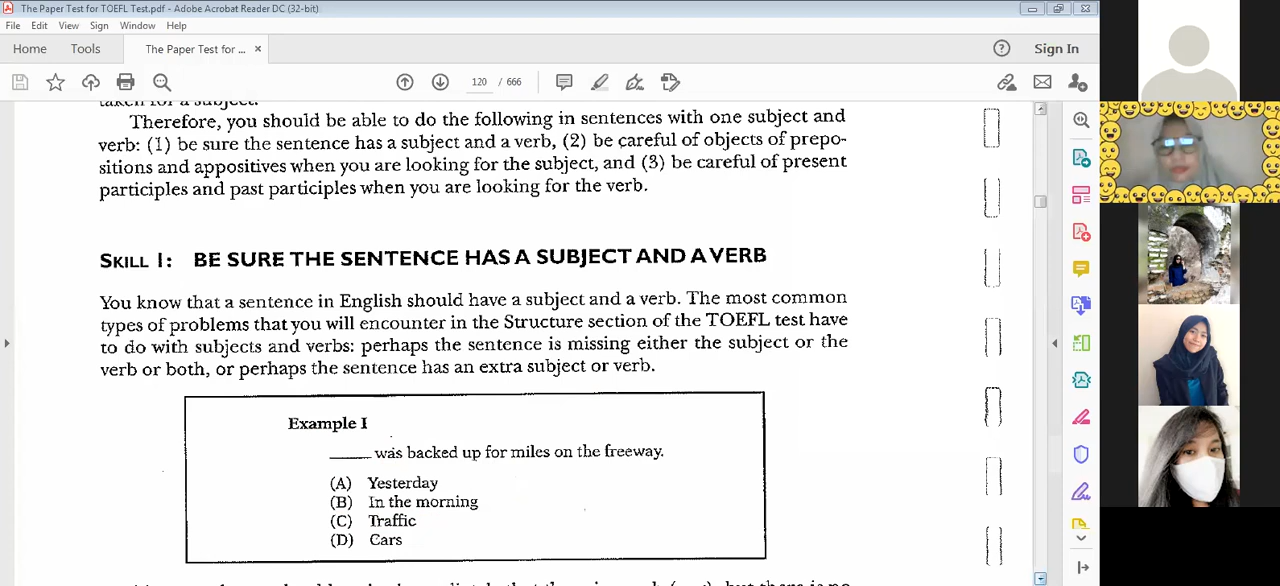 The Paper Test for TOEFL Test.pdf - Adobe Acrobat Reader DC (32-bit)
File Edit View Sign Window Help
Home Tools The Paper Test for ... × Sign In
120 / 666
taken for a subject.
Therefore, you should be able to do the following in sentences with one subject and
verb: (1) be sure the sentence has a subject and a verb, (2) be careful of objects of prepo-
sitions and appositives when you are looking for the subject, and (3) be careful of present
participles and past participles when you are looking for the verb.
SKILL 1: BE SURE THE SENTENCE HAS A SUBJECT AND A VERB
You know that a sentence in English should have a subject and a verb. The most common
types of problems that you will encounter in the Structure section of the TOEFL test have
to do with subjects and verbs: perhaps the sentence is missing either the subject or the
verb or both, or perhaps the sentence has an extra subject or verb.
Example I
_____ was backed up for miles on the freeway.
(A) Yesterday
(B) In the morning
(C) Traffic
(D) Cars